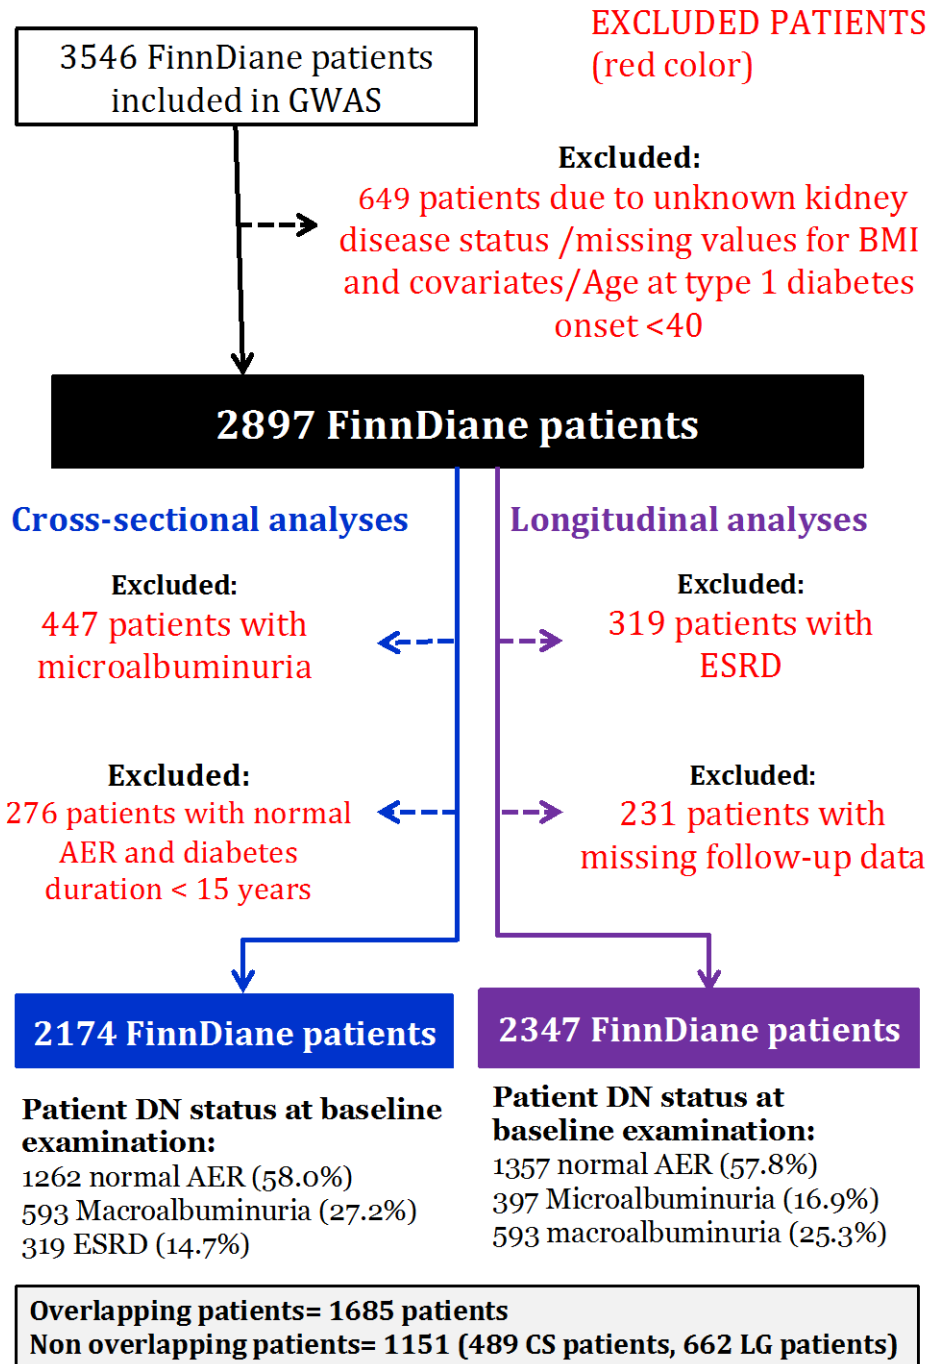 EXCLUDED PATIENTS
(red color)
3546 FinnDiane patients
included in GWAS
Excluded:
649 patients due to unknown kidney
disease status /missing values for BMI
and covariates/Age at type 1 diabetes
onset <40
2897 FinnDiane patients
Cross-sectional analyses
Excluded:
447 patients with
microalbuminuria
Excluded:
276 patients with normal
AER and diabetes
duration < 15 years
2174 FinnDiane patients
Patient DN status at baseline
examination:
1262 normal AER (58.0%)
593 Macroalbuminuria (27.2%)
319 ESRD (14.7%)
Longitudinal analyses
Excluded:
319 patients with
ESRD
Excluded:
231 patients with
missing follow-up data
2347 FinnDiane patients
Patient DN status at
baseline examination:
1357 normal AER (57.8%)
397 Microalbuminuria (16.9%)
593 macroalbuminuria (25.3%)
Overlapping patients= 1685 patients
Non overlapping patients= 1151 (489 CS patients, 662 LG patients)